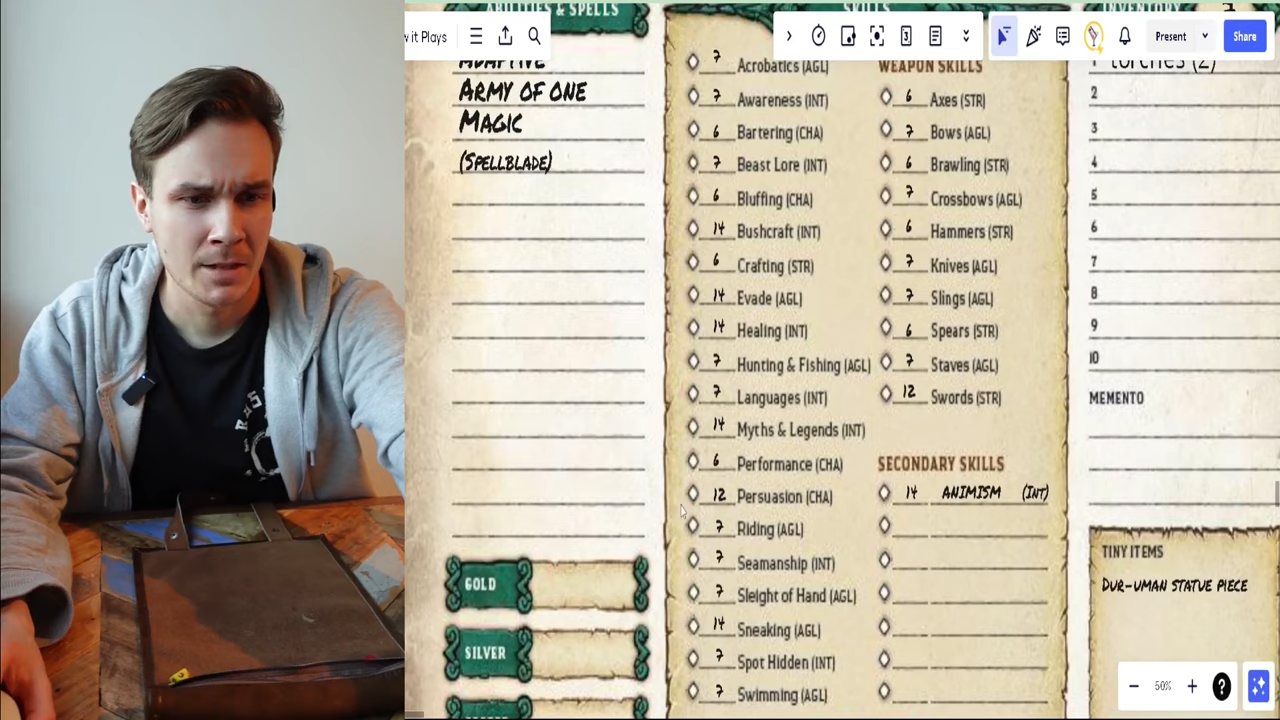 ABILITIES & SPELLS
SKILLS
INVENTORY
w it Plays
Present
Share
ADAPTIVE
ARMY OF ONE
MAGIC
(SPELLBLADE)
GOLD
SILVER
7 Acrobatics (AGL)
7 Awareness (INT)
6 Bartering (CHA)
7 Beast Lore (INT)
6 Bluffing (CHA)
14 Bushcraft (INT)
6 Crafting (STR)
14 Evade (AGL)
14 Healing (INT)
7 Hunting & Fishing (AGL)
7 Languages (INT)
14 Myths & Legends (INT)
6 Performance (CHA)
12 Persuasion (CHA)
7 Riding (AGL)
7 Seamanship (INT)
7 Sleight of Hand (AGL)
14 Sneaking (AGL)
7 Spot Hidden (INT)
7 Swimming (AGL)
WEAPON SKILLS
6 Axes (STR)
7 Bows (AGL)
6 Brawling (STR)
7 Crossbows (AGL)
6 Hammers (STR)
7 Knives (AGL)
7 Slings (AGL)
6 Spears (STR)
7 Staves (AGL)
12 Swords (STR)
SECONDARY SKILLS
14 ANIMISM (INT)
1 torches (2)
2
3
4
5
6
7
8
9
10
MEMENTO
TINY ITEMS
DUR-UMAN STATUE PIECE
50%